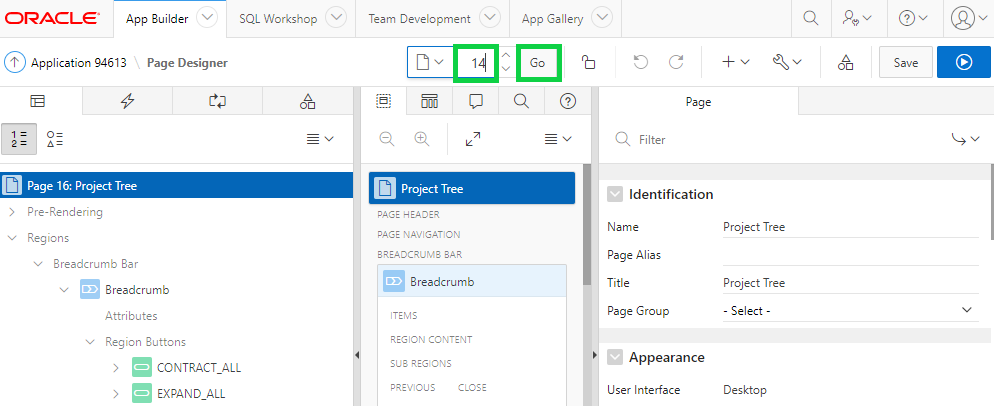 ORACLE
App Builder
SQL Workshop
Team Development
App Gallery
Application 94613 \ Page Designer
14
Go
Save
Page
1 =
2 =
Filter
Page 16: Project Tree
Pre-Rendering
Regions
Breadcrumb Bar
Breadcrumb
Attributes
Region Buttons
CONTRACT_ALL
EXPAND_ALL
Project Tree
PAGE HEADER
PAGE NAVIGATION
BREADCRUMB BAR
Breadcrumb
ITEMS
REGION CONTENT
SUB REGIONS
PREVIOUS CLOSE
Identification
Name Project Tree
Page Alias
Title Project Tree
Page Group - Select -
Appearance
User Interface Desktop